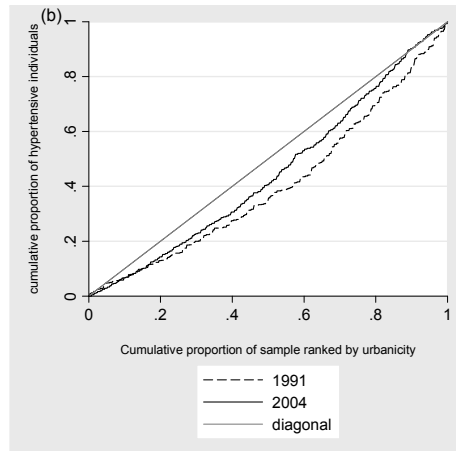 (b)
cumulative proportion of hypertensive individuals
1
.8
.6
.4
.2
0
0 .2 .4 .6 .8 1
Cumulative proportion of sample ranked by urbanicity
1991
2004
diagonal